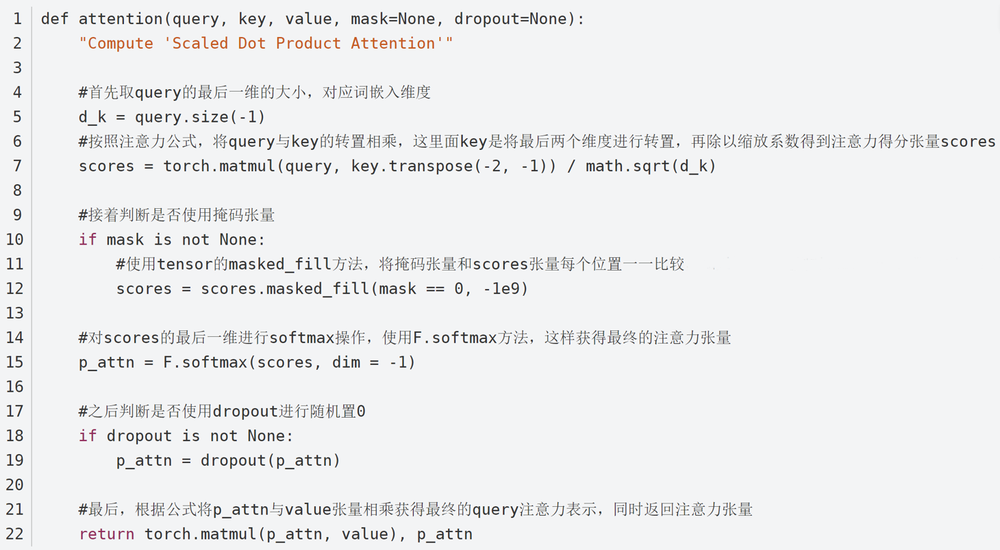 1 def attention(query, key, value, mask=None, dropout=None):
2     "Compute 'Scaled Dot Product Attention'"
3
4     #首先取query的最后一维的大小，对应词嵌入维度
5     d_k = query.size(-1)
6     #按照注意力公式，将query与key的转置相乘，这里面key是将最后两个维度进行转置，再除以缩放系数得到注意力得分张量scores
7     scores = torch.matmul(query, key.transpose(-2, -1)) / math.sqrt(d_k)
8
9     #接着判断是否使用掩码张量
10     if mask is not None:
11         #使用tensor的masked_fill方法，将掩码张量和scores张量每个位置一一比较
12         scores = scores.masked_fill(mask == 0, -1e9)
13
14     #对scores的最后一维进行softmax操作，使用F.softmax方法，这样获得最终的注意力张量
15     p_attn = F.softmax(scores, dim = -1)
16
17     #之后判断是否使用dropout进行随机置0
18     if dropout is not None:
19         p_attn = dropout(p_attn)
20
21     #最后，根据公式将p_attn与value张量相乘获得最终的query注意力表示，同时返回注意力张量
22     return torch.matmul(p_attn, value), p_attn